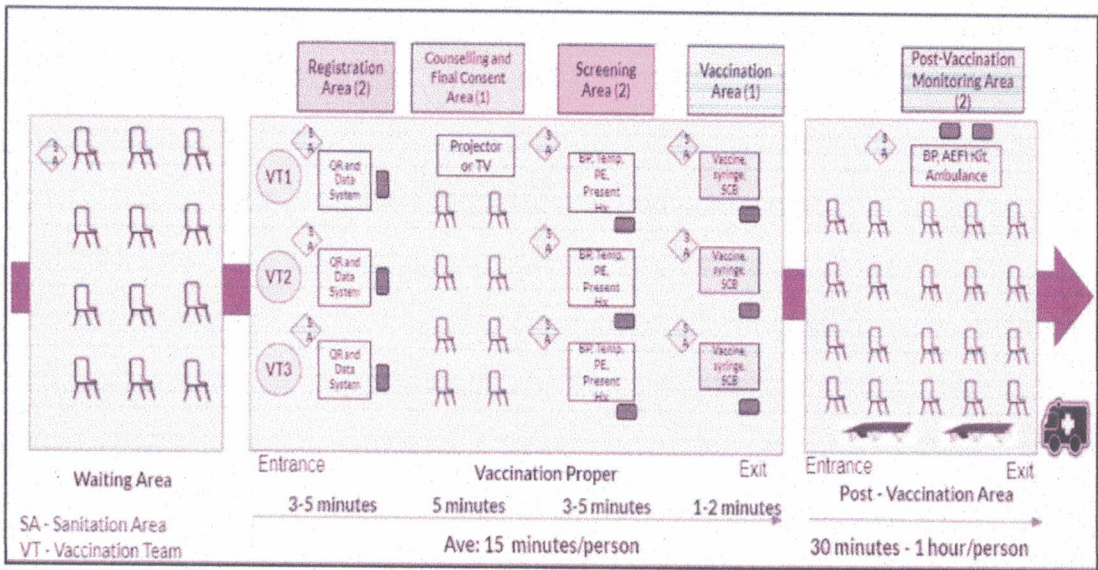 Registration
Area (2)
Counselling and
Final Consent
Area (1)
Screening
Area (2)
Vaccination
Area (1)
Post-Vaccination
Monitoring Area
(2)
S
A
S
A
VT1
QR and
Data
System
Projector
or TV
S
A
BP, Temp,
PE,
Present
Hx
S
A
Vaccine,
syringe,
SCB
S
A
BP, AEFI Kit,
Ambulance
S
A
VT2
QR and
Data
System
S
A
BP, Temp,
PE,
Present
Hx
S
A
Vaccine,
syringe,
SCB
S
A
VT3
QR and
Data
System
S
A
BP, Temp,
PE,
Present
Hx
S
A
Vaccine,
syringe,
SCB
Waiting Area
Entrance
Vaccination Proper
Exit
Entrance
Exit
Post - Vaccination Area
3-5 minutes
5 minutes
3-5 minutes
1-2 minutes
SA - Sanitation Area
VT - Vaccination Team
Ave: 15 minutes/person
30 minutes - 1 hour/person